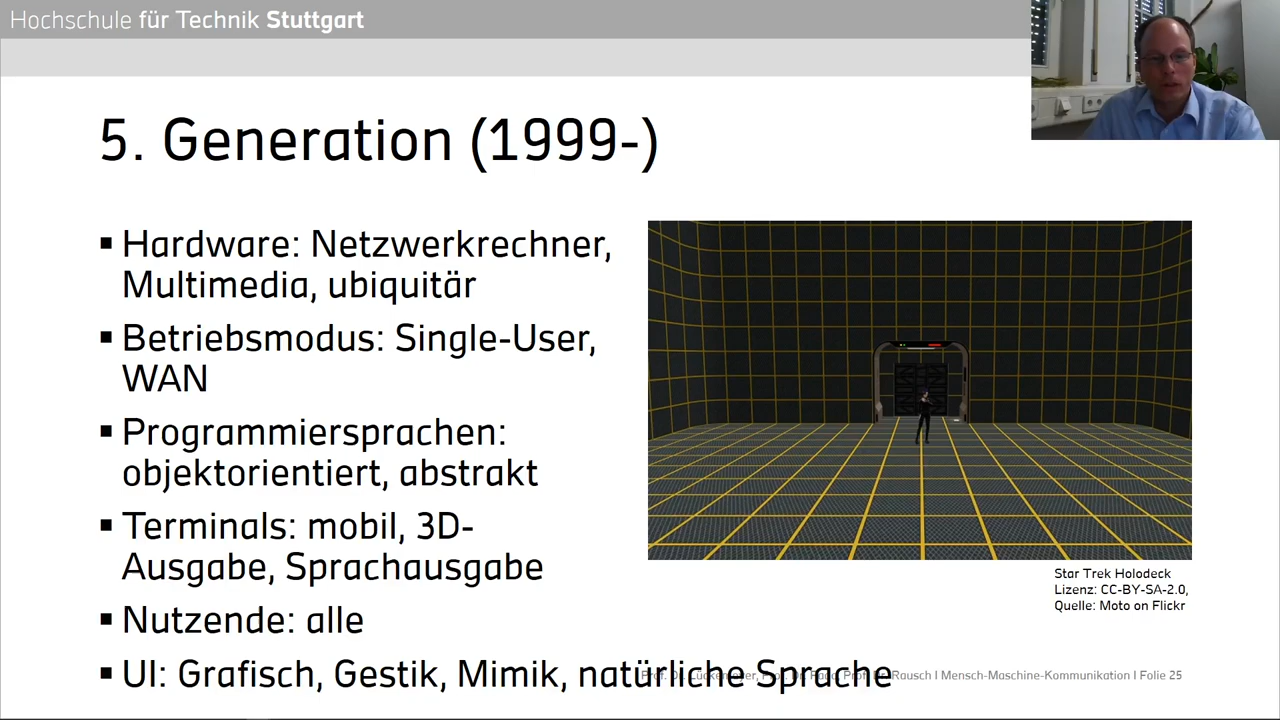 Hochschule für Technik Stuttgart
5. Generation (1999-)
▪ Hardware: Netzwerkrechner,
Multimedia, ubiquitär
▪ Betriebsmodus: Single-User,
WAN
▪ Programmiersprachen:
objektorientiert, abstrakt
▪ Terminals: mobil, 3D-
Ausgabe, Sprachausgabe
▪ Nutzende: alle
▪ UI: Grafisch, Gestik, Mimik, natürliche Sprache
Star Trek Holodeck
Lizenz: CC-BY-SA-2.0,
Quelle: Moto on Flickr
Prof. Dr. Rausch I Mensch-Maschine-Kommunikation I Folie 25